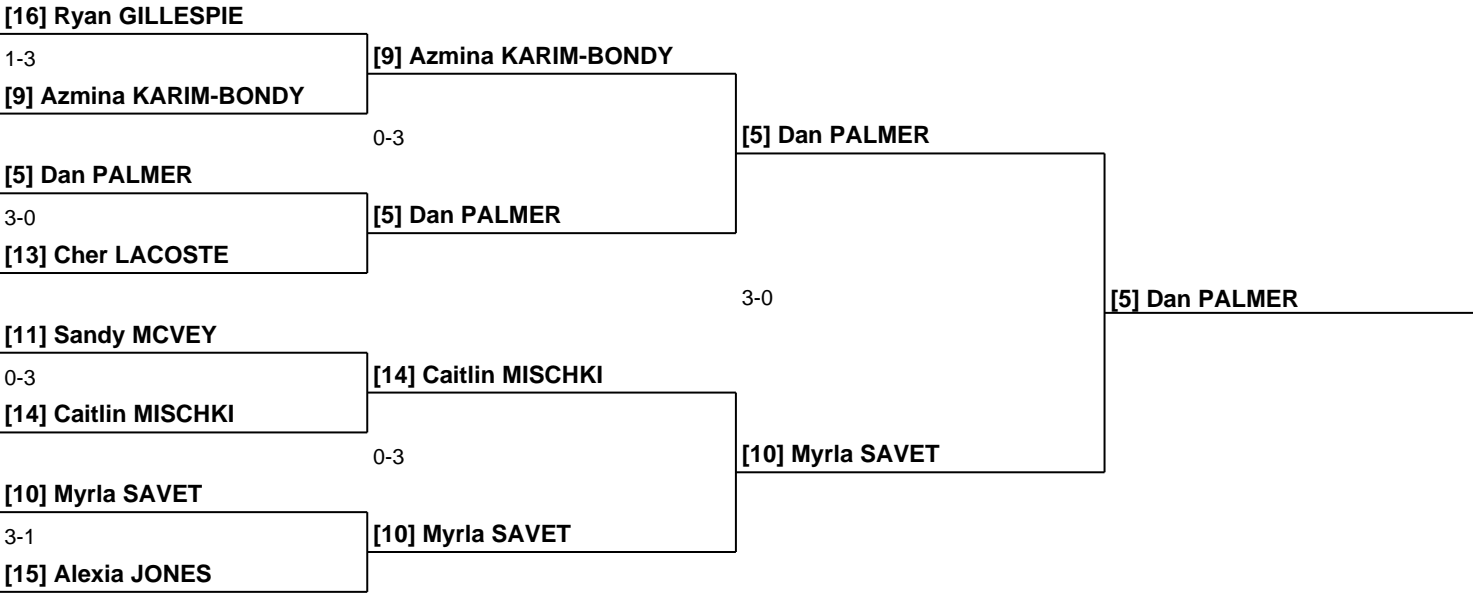 [16] Ryan GILLESPIE
1-3
[9] Azmina KARIM-BONDY
[9] Azmina KARIM-BONDY
0-3
[5] Dan PALMER
[5] Dan PALMER
3-0
[5] Dan PALMER
[13] Cher LACOSTE
3-0
[5] Dan PALMER
[11] Sandy MCVEY
0-3
[14] Caitlin MISCHKI
[14] Caitlin MISCHKI
0-3
[10] Myrla SAVET
[10] Myrla SAVET
3-1
[10] Myrla SAVET
[15] Alexia JONES